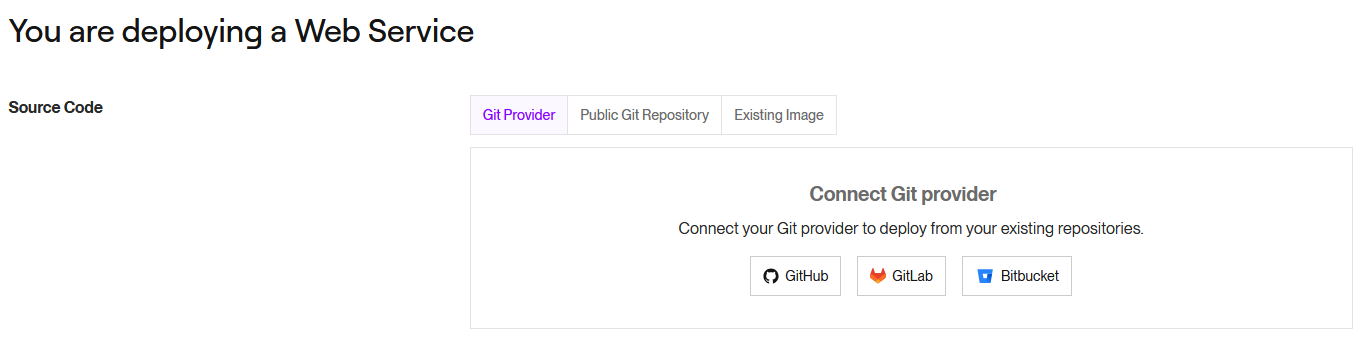 You are deploying a Web Service
Source Code
Git Provider Public Git Repository Existing Image
Connect Git provider
Connect your Git provider to deploy from your existing repositories.
GitHub GitLab Bitbucket